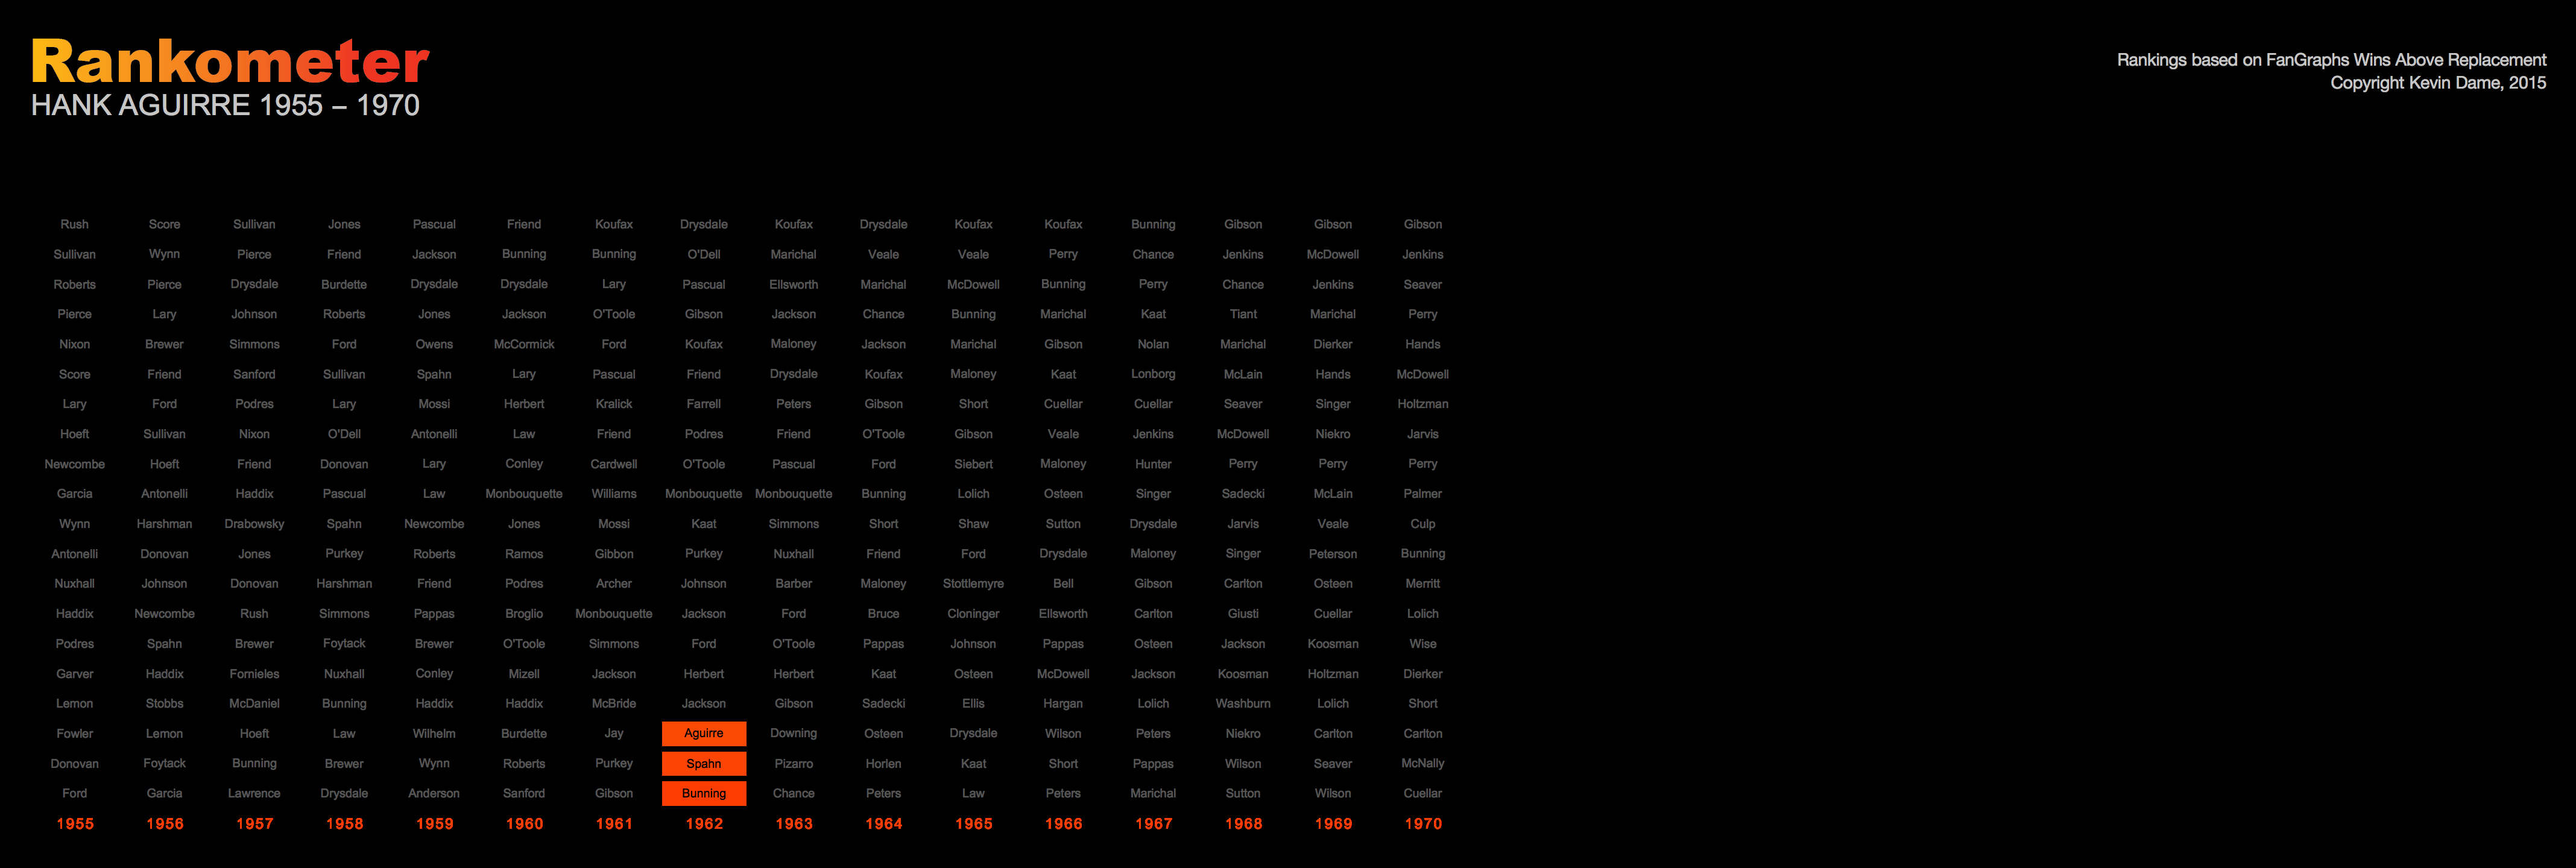 Rankometer
HANK AGUIRRE 1955 – 1970
Rankings based on FanGraphs Wins Above Replacement
Copyright Kevin Dame, 2015
Rush Score Sullivan Jones Pascual Friend Koufax Drysdale Koufax Drysdale Koufax Koufax Bunning Gibson Gibson Gibson
Sullivan Wynn Pierce Friend Jackson Bunning Bunning O'Dell Marichal Veale Veale Perry Chance Jenkins McDowell Jenkins
Roberts Pierce Drysdale Burdette Drysdale Drysdale Lary Pascual Ellsworth Marichal McDowell Bunning Perry Chance Jenkins Seaver
Pierce Lary Johnson Roberts Jones Jackson O'Toole Gibson Jackson Chance Bunning Marichal Kaat Tiant Marichal Perry
Nixon Brewer Simmons Ford Owens McCormick Ford Koufax Maloney Jackson Marichal Gibson Nolan Marichal Dierker Hands
Score Friend Sanford Sullivan Spahn Lary Pascual Friend Drysdale Koufax Maloney Kaat Lonborg McLain Hands McDowell
Lary Ford Podres Lary Mossi Herbert Kralick Farrell Peters Gibson Short Cuellar Cuellar Seaver Singer Holtzman
Hoeft Sullivan Nixon O'Dell Antonelli Law Friend Podres Friend O'Toole Gibson Veale Jenkins McDowell Niekro Jarvis
Newcombe Hoeft Friend Donovan Lary Conley Cardwell O'Toole Pascual Ford Siebert Maloney Hunter Perry Perry Perry
Garcia Antonelli Haddix Pascual Law Monbouquette Williams Monbouquette Monbouquette Bunning Lolich Osteen Singer Sadecki McLain Palmer
Wynn Harshman Drabowsky Spahn Newcombe Jones Mossi Kaat Simmons Short Shaw Sutton Drysdale Jarvis Veale Culp
Antonelli Donovan Jones Purkey Roberts Ramos Gibbon Purkey Nuxhall Friend Ford Drysdale Maloney Singer Peterson Bunning
Nuxhall Johnson Donovan Harshman Friend Podres Archer Johnson Barber Maloney Stottlemyre Bell Gibson Carlton Osteen Merritt
Haddix Newcombe Rush Simmons Pappas Broglio Monbouquette Jackson Ford Bruce Cloninger Ellsworth Carlton Giusti Cuellar Lolich
Podres Spahn Brewer Foytack Brewer O'Toole Simmons Ford O'Toole Pappas Johnson Pappas Osteen Jackson Koosman Wise
Garver Haddix Fornieles Nuxhall Conley Mizell Jackson Herbert Herbert Kaat Osteen McDowell Jackson Koosman Holtzman Dierker
Lemon Stobbs McDaniel Bunning Haddix Haddix McBride Jackson Gibson Sadecki Ellis Hargan Lolich Washburn Lolich Short
Fowler Lemon Hoeft Law Wilhelm Burdette Jay Aguirre Downing Osteen Drysdale Wilson Peters Niekro Carlton Carlton
Donovan Foytack Bunning Brewer Wynn Roberts Purkey Spahn Pizarro Horlen Kaat Short Pappas Wilson Seaver McNally
Ford Garcia Lawrence Drysdale Anderson Sanford Gibson Bunning Chance Peters Law Peters Marichal Sutton Wilson Cuellar
1955 1956 1957 1958 1959 1960 1961 1962 1963 1964 1965 1966 1967 1968 1969 1970